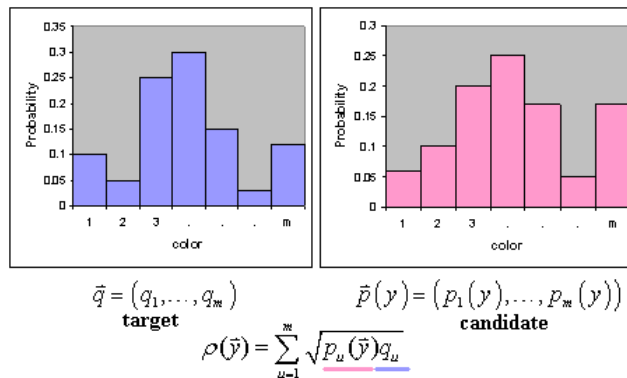 0.35
0.3
0.25
0.2
0.15
0.1
0.05
0
Probability
1 2 3 . . . m
color
0.3
0.25
0.2
0.15
0.1
0.05
0
Probability
1 2 3 . . . m
color
q⃗ = (q₁,…, qₘ)
target
p⃗(y) = (p₁(y),…, pₘ(y))
candidate
ρ(y⃗) = ∑ᵤ₌₁ᵐ √(pᵤ(y⃗)qᵤ)